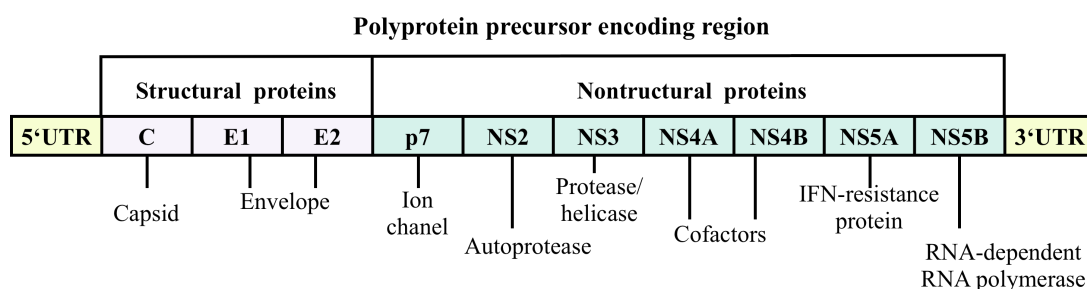 Polyprotein precursor encoding region
Structural proteins
Nontructural proteins
5‘UTR C E1 E2 p7 NS2 NS3 NS4A NS4B NS5A NS5B 3‘UTR
Capsid
Envelope
Ion
chanel
Autoprotease
Protease/
helicase
Cofactors
IFN-resistance
protein
RNA-dependent
RNA polymerase